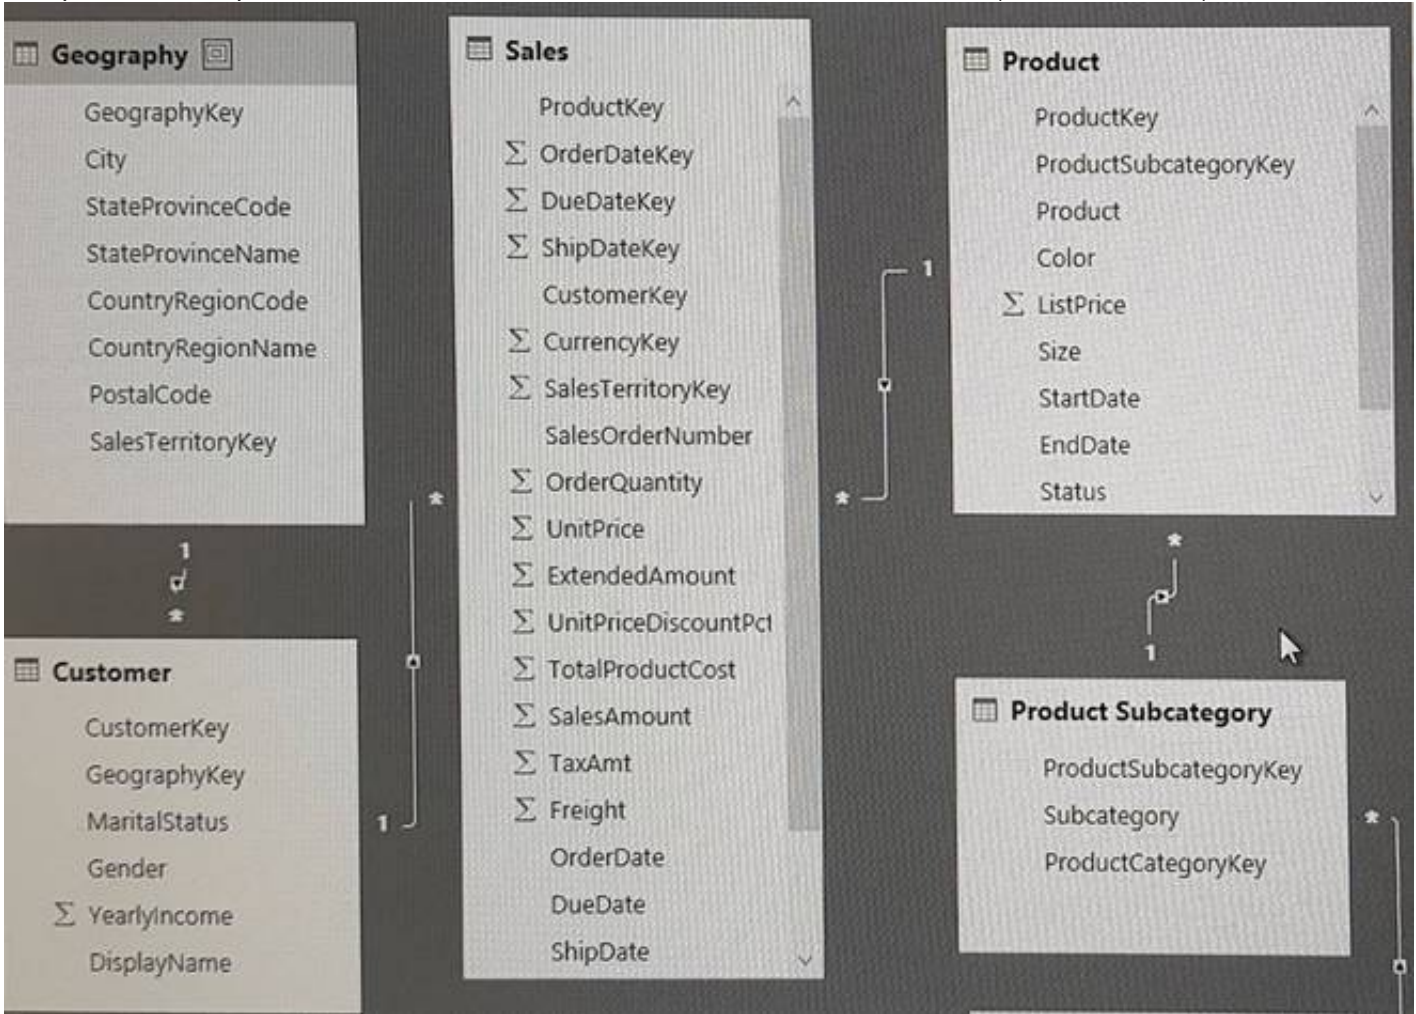 Geography
GeographyKey
City
StateProvinceCode
StateProvinceName
CountryRegionCode
CountryRegionName
PostalCode
SalesTerritoryKey
1
*
Customer
CustomerKey
GeographyKey
MaritalStatus
Gender
Σ YearlyIncome
DisplayName
*
1
Sales
ProductKey
Σ OrderDateKey
Σ DueDateKey
Σ ShipDateKey
CustomerKey
Σ CurrencyKey
Σ SalesTerritoryKey
SalesOrderNumber
Σ OrderQuantity
Σ UnitPrice
Σ ExtendedAmount
Σ UnitPriceDiscountPct
Σ TotalProductCost
Σ SalesAmount
Σ TaxAmt
Σ Freight
OrderDate
DueDate
ShipDate
1
*
Product
ProductKey
ProductSubcategoryKey
Product
Color
Σ ListPrice
Size
StartDate
EndDate
Status
*
1
Product Subcategory
ProductSubcategoryKey
Subcategory
ProductCategoryKey
*